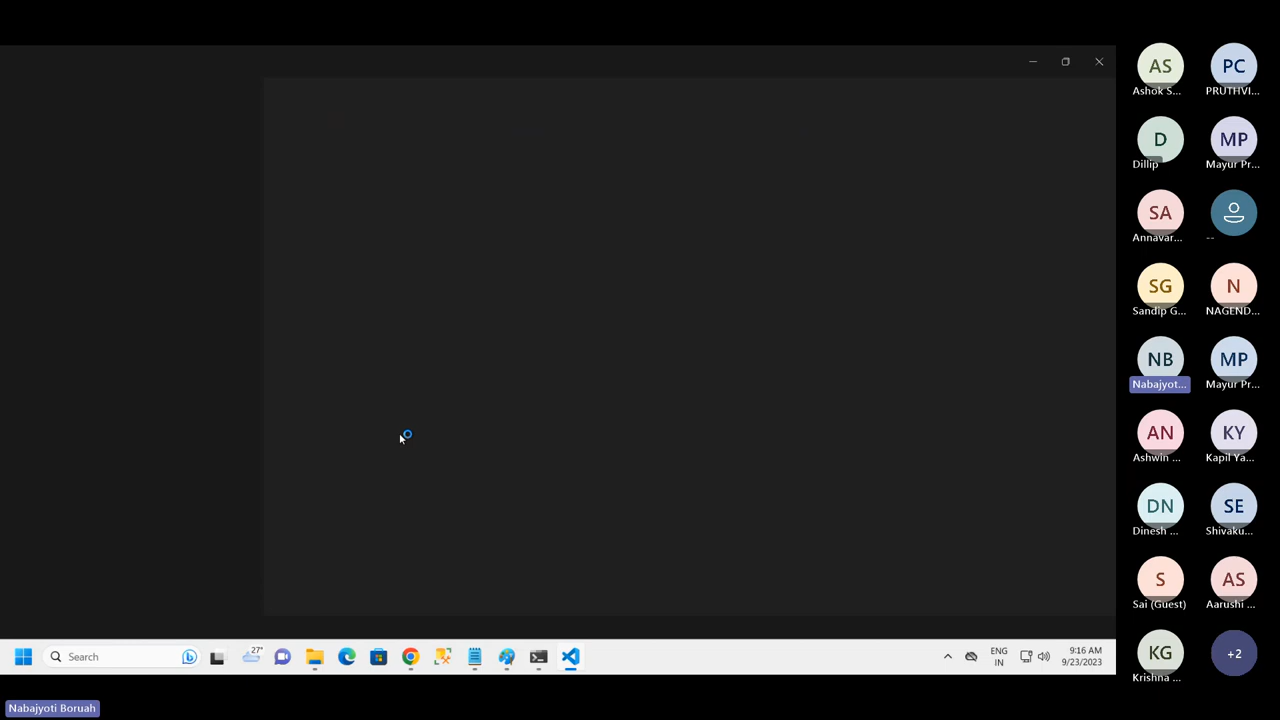 AS
Ashok S...
PC
PRUTHVI...
D
Dillip
MP
Mayur Pr...
SA
Annavar...
--
SG
Sandip G...
N
NAGEND...
NB
Nabajyot...
MP
Mayur Pr...
AN
Ashwin ...
KY
Kapil Ya...
DN
Dinesh ...
SE
Shivaku...
S
Sai (Guest)
AS
Aarushi ...
KG
Krishna ...
+2
Search
27°
ENG
IN
9:16 AM
9/23/2023
Nabajyoti Boruah